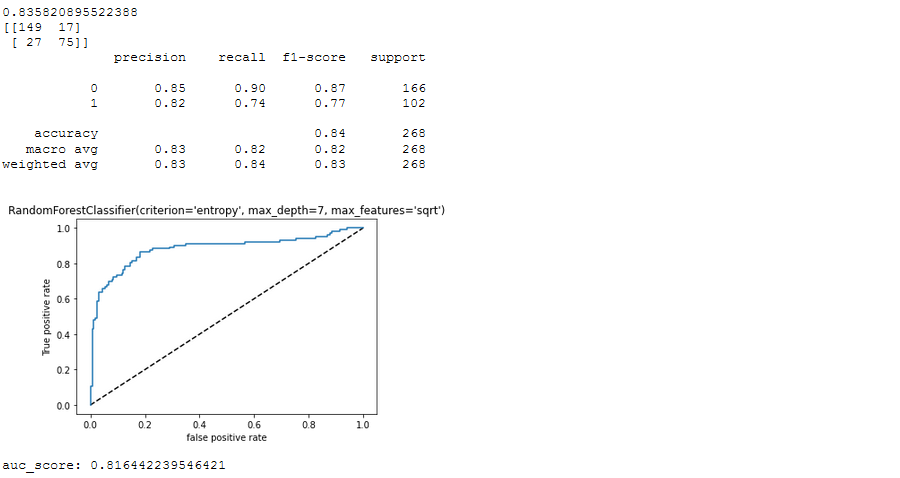 0.835820895522388
[[149 17]
[ 27 75]]
precision recall f1-score support
0 0.85 0.90 0.87 166
1 0.82 0.74 0.77 102
accuracy 0.84 268
macro avg 0.83 0.82 0.82 268
weighted avg 0.83 0.84 0.83 268
RandomForestClassifier(criterion='entropy', max_depth=7, max_features='sqrt')
1.0
0.8
0.6
0.4
0.2
0.0
True positive rate
0.0 0.2 0.4 0.6 0.8 1.0
false positive rate
auc_score: 0.816442239546421